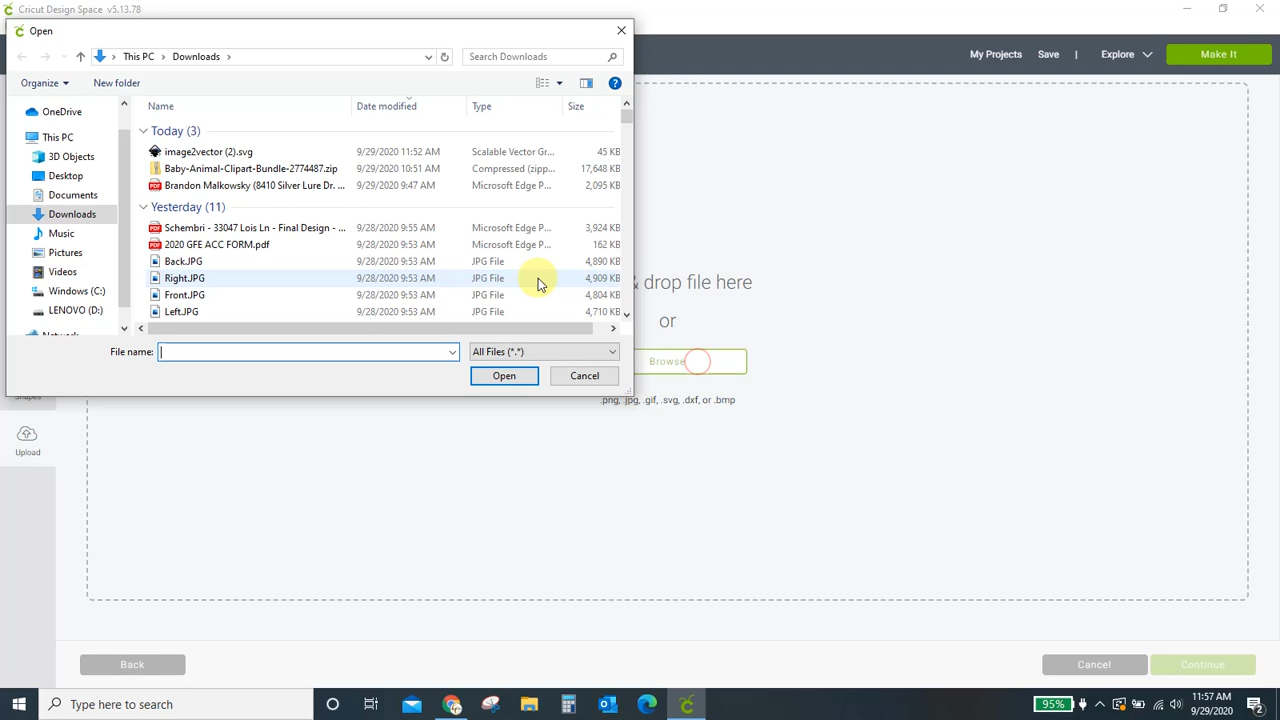 Cricut Design Space v5.13.78
Open
This PC > Downloads >
Search Downloads
My Projects Save | Explore Make It
Organize New folder
Name Date modified Type Size
OneDrive
This PC
3D Objects
Desktop
Documents
Downloads
Music
Pictures
Videos
Windows (C:)
LENOVO (D:)
Network
Today (3)
image2vector (2).svg 9/29/2020 11:52 AM Scalable Vector Gr... 45 KB
Baby-Animal-Clipart-Bundle-2774487.zip 9/29/2020 10:51 AM Compressed (zipp... 17,648 KB
Brandon Malkowsky (8410 Silver Lure Dr. ... 9/29/2020 9:47 AM Microsoft Edge P... 2,095 KB
Yesterday (11)
Schembri - 33047 Lois Ln - Final Design - ... 9/28/2020 9:55 AM Microsoft Edge P... 3,924 KB
2020 GFE ACC FORM.pdf 9/28/2020 9:53 AM Microsoft Edge P... 162 KB
Back.JPG 9/28/2020 9:53 AM JPG File 4,890 KB
Right.JPG 9/28/2020 9:53 AM JPG File 4,909 KB
Front.JPG 9/28/2020 9:53 AM JPG File 4,804 KB
Left.JPG 9/28/2020 9:53 AM JPG File 4,710 KB
File name: All Files (*.*)
Open Cancel
& drop file here
or
Browse
.png, .jpg, .gif, .svg, .dxf, or .bmp
Shapes
Upload
Back Cancel Continue
Type here to search
95%
11:57 AM
9/29/2020
2